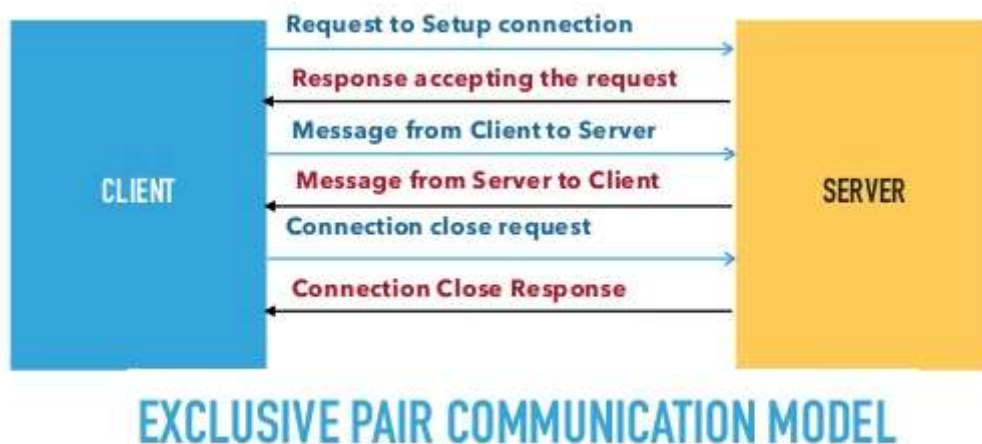 Request to Setup connection
Response accepting the request
Message from Client to Server
CLIENT
Message from Server to Client
SERVER
Connection close request
Connection Close Response
EXCLUSIVE PAIR COMMUNICATION MODEL